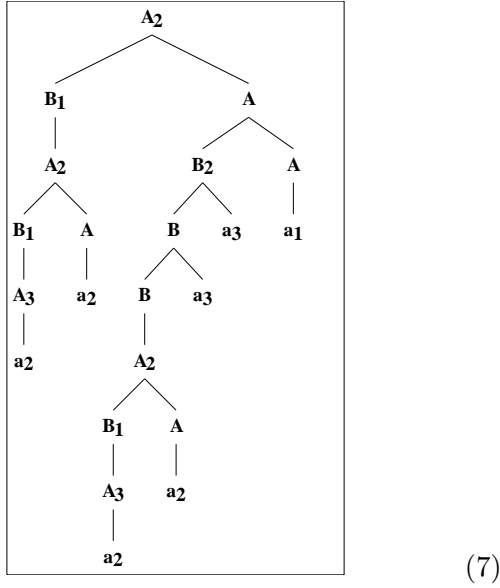 A2
B1 A
A2 B2 A
B1 A B a3 a1
A3 a2 B a3
a2 A2
B1 A
A3 a2
a2 (7)